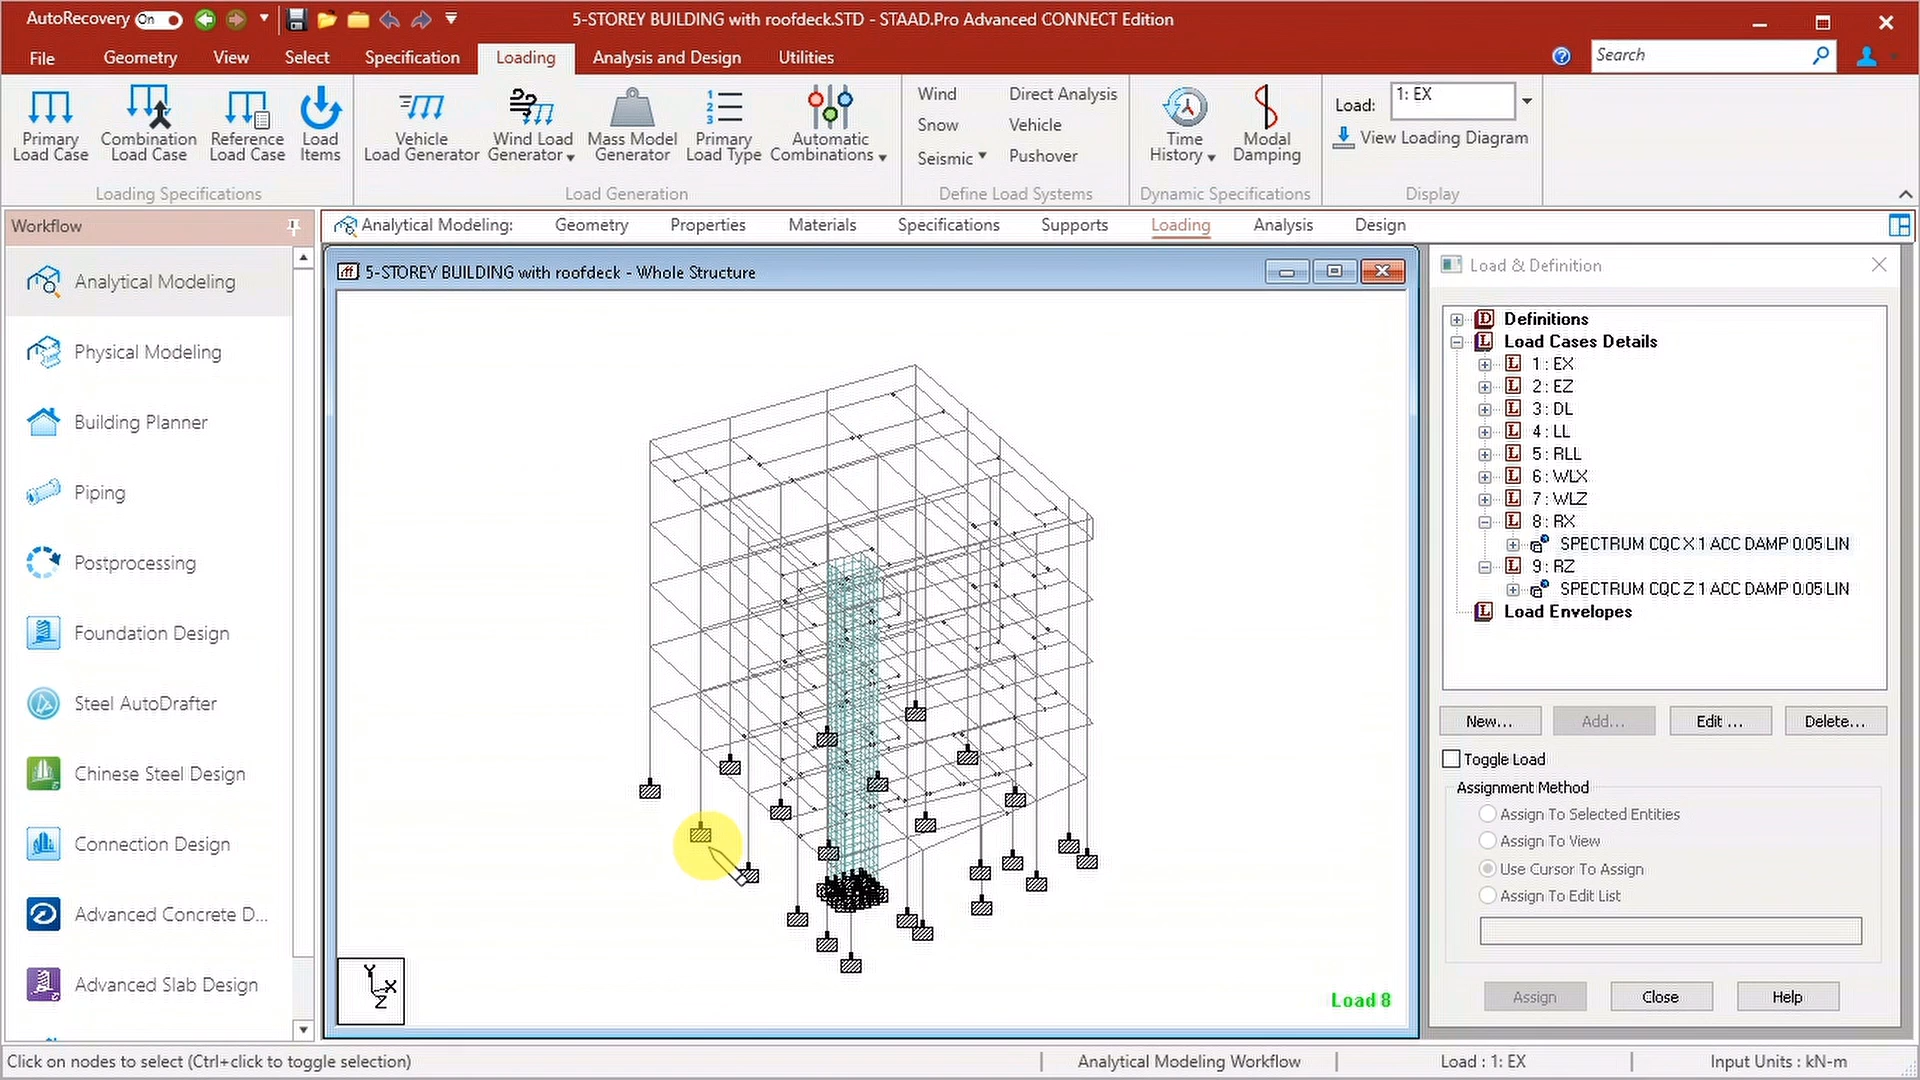 AutoRecovery On
5-STOREY BUILDING with roofdeck.STD - STAAD.Pro Advanced CONNECT Edition
File Geometry View Select Specification Loading Analysis and Design Utilities
Search
Primary Load Case
Combination Load Case
Reference Load Case
Load Items
Loading Specifications
Vehicle Load Generator
Wind Load Generator
Mass Model Generator
Primary Load Type
Automatic Combinations
Load Generation
Wind
Snow
Seismic
Direct Analysis
Vehicle
Pushover
Define Load Systems
Time History
Modal Damping
Dynamic Specifications
Load: 1: EX
View Loading Diagram
Display
Workflow
Analytical Modeling
Physical Modeling
Building Planner
Piping
Postprocessing
Foundation Design
Steel AutoDrafter
Chinese Steel Design
Connection Design
Advanced Concrete D...
Advanced Slab Design
Analytical Modeling: Geometry Properties Materials Specifications Supports Loading Analysis Design
5-STOREY BUILDING with roofdeck - Whole Structure
Y
X
Z
Load 8
Load & Definition
Definitions
Load Cases Details
1 : EX
2 : EZ
3 : DL
4 : LL
5 : RLL
6 : WLX
7 : WLZ
8 : RX
SPECTRUM CQC X 1 ACC DAMP 0.05 LIN
9 : RZ
SPECTRUM CQC Z 1 ACC DAMP 0.05 LIN
Load Envelopes
New... Add... Edit ... Delete...
Toggle Load
Assignment Method
Assign To Selected Entities
Assign To View
Use Cursor To Assign
Assign To Edit List
Assign Close Help
Click on nodes to select (Ctrl+click to toggle selection)
Analytical Modeling Workflow
Load : 1: EX
Input Units : kN-m